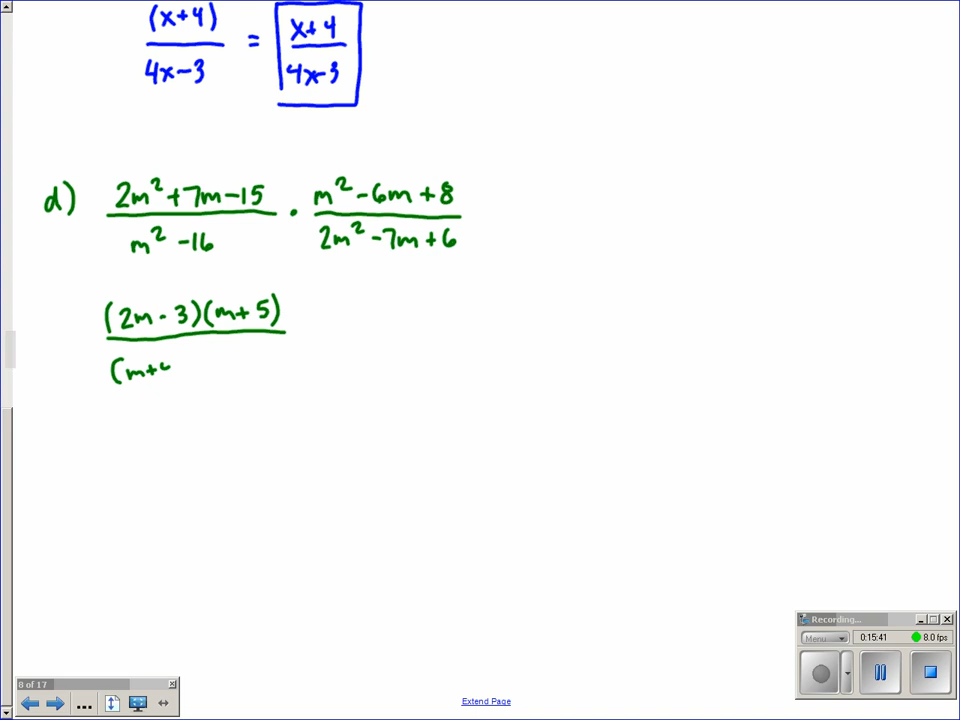 (x+4)
4x-3
=
x+4
4x-3
d)
2m²+7m-15
m²-16
·
m²-6m+8
2m²-7m+6
(2m-3)(m+5)
(m+
Recording...
Menu
0:15:41
8.0 fps
8 of 17
...
Extend Page